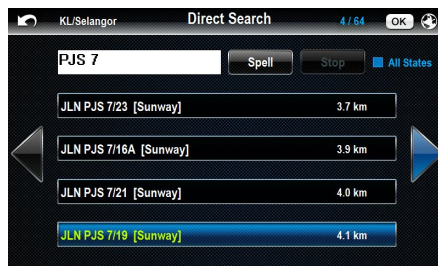 KL/Selangor Direct Search 4 / 64 OK
PJS 7 Spell Stop All States
JLN PJS 7/23 [Sunway] 3.7 km
JLN PJS 7/16A [Sunway] 3.9 km
JLN PJS 7/21 [Sunway] 4.0 km
JLN PJS 7/19 [Sunway] 4.1 km